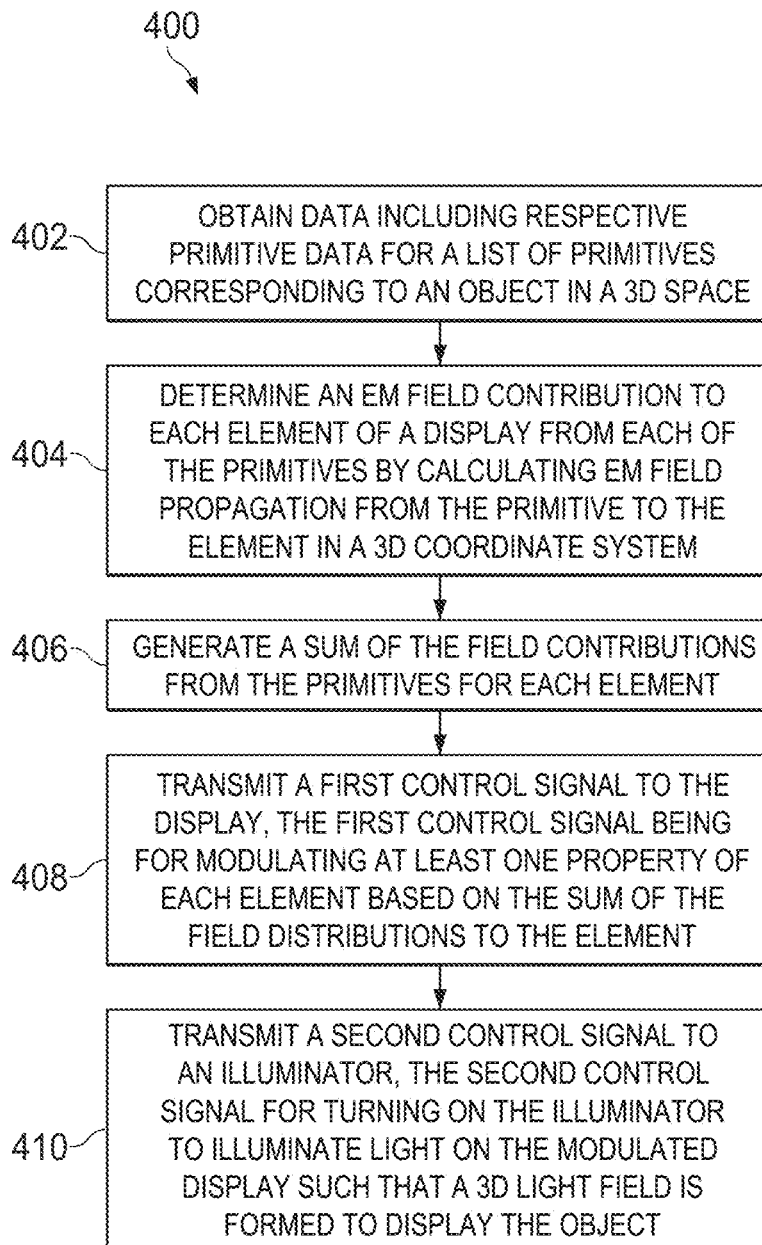 400
402
OBTAIN DATA INCLUDING RESPECTIVE
PRIMITIVE DATA FOR A LIST OF PRIMITIVES
CORRESPONDING TO AN OBJECT IN A 3D SPACE
404
DETERMINE AN EM FIELD CONTRIBUTION TO
EACH ELEMENT OF A DISPLAY FROM EACH OF
THE PRIMITIVES BY CALCULATING EM FIELD
PROPAGATION FROM THE PRIMITIVE TO THE
ELEMENT IN A 3D COORDINATE SYSTEM
406
GENERATE A SUM OF THE FIELD CONTRIBUTIONS
FROM THE PRIMITIVES FOR EACH ELEMENT
408
TRANSMIT A FIRST CONTROL SIGNAL TO THE
DISPLAY, THE FIRST CONTROL SIGNAL BEING
FOR MODULATING AT LEAST ONE PROPERTY OF
EACH ELEMENT BASED ON THE SUM OF THE
FIELD DISTRIBUTIONS TO THE ELEMENT
410
TRANSMIT A SECOND CONTROL SIGNAL TO
AN ILLUMINATOR, THE SECOND CONTROL
SIGNAL FOR TURNING ON THE ILLUMINATOR
TO ILLUMINATE LIGHT ON THE MODULATED
DISPLAY SUCH THAT A 3D LIGHT FIELD IS
FORMED TO DISPLAY THE OBJECT